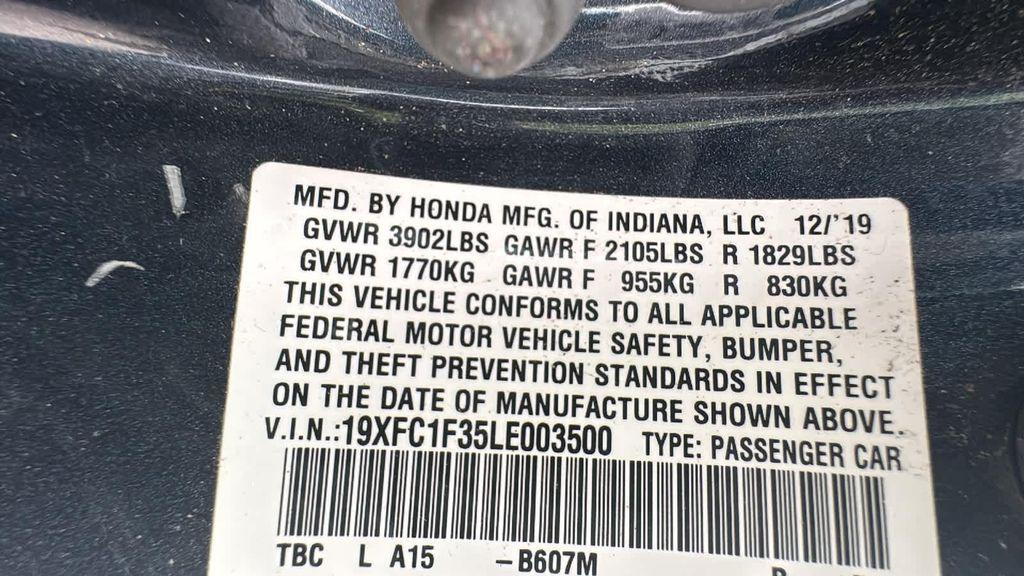 MFD. BY HONDA MFG. OF INDIANA, LLC 12/'19
GVWR 3902LBS GAWR F 2105LBS R 1829LBS
GVWR 1770KG GAWR F 955KG R 830KG
THIS VEHICLE CONFORMS TO ALL APPLICABLE
FEDERAL MOTOR VEHICLE SAFETY, BUMPER,
AND THEFT PREVENTION STANDARDS IN EFFECT
ON THE DATE OF MANUFACTURE SHOWN ABOVE.
V.I.N.:19XFC1F35LE003500 TYPE: PASSENGER CAR
TBC L A15 -B607M